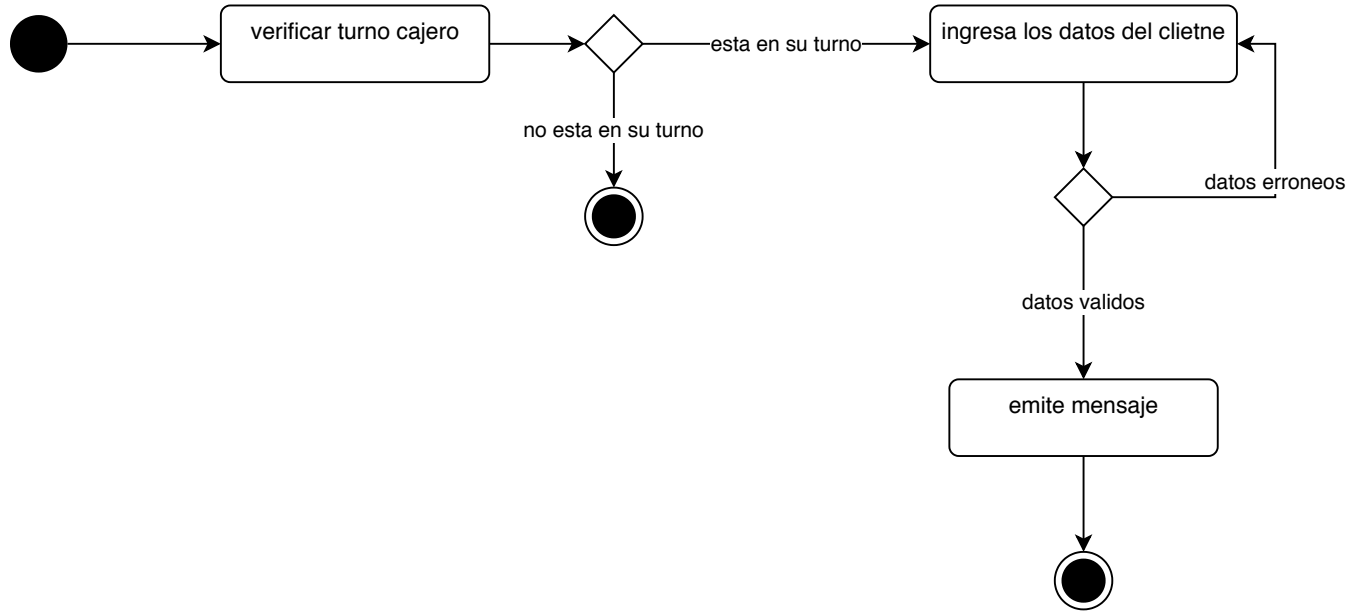 verificar turno cajero
esta en su turno
ingresa los datos del clietne
no esta en su turno
datos erroneos
datos validos
emite mensaje